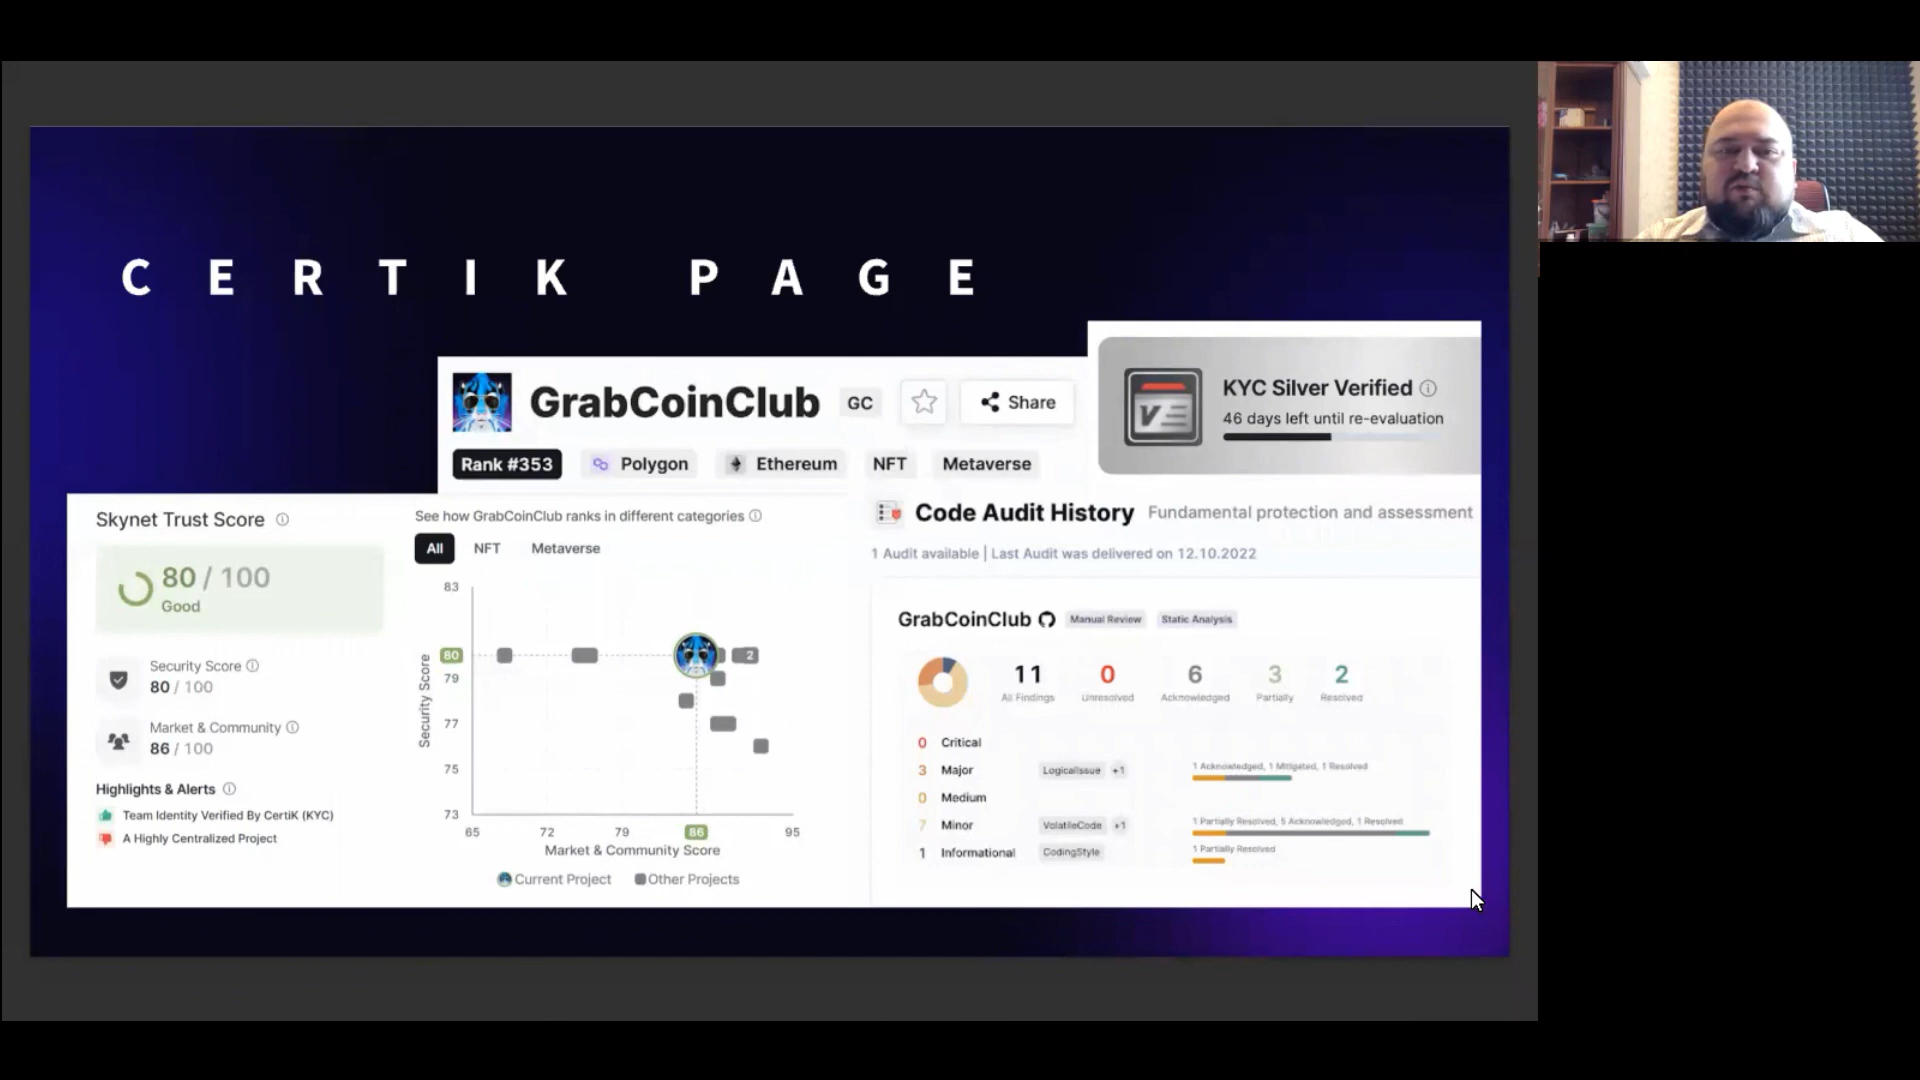 CERTIK PAGE
GrabCoinClub GC Share
Rank #353 Polygon Ethereum NFT Metaverse
KYC Silver Verified
46 days left until re-evaluation
Skynet Trust Score
80 / 100
Good
Security Score
80 / 100
Market & Community
86 / 100
Highlights & Alerts
Team Identity Verified By CertiK (KYC)
A Highly Centralized Project
See how GrabCoinClub ranks in different categories
All NFT Metaverse
Security Score
83
80
79
77
75
73
2
65 72 79 86 95
Market & Community Score
Current Project Other Projects
Code Audit History Fundamental protection and assessment
1 Audit available | Last Audit was delivered on 12.10.2022
GrabCoinClub Manual Review Static Analysis
11 0 6 3 2
All Findings Unresolved Acknowledged Partially Resolved
0 Critical
3 Major LogicalIssue +1 1 Acknowledged, 1 Mitigated, 1 Resolved
0 Medium
7 Minor VolatileCode +1 1 Partially Resolved, 5 Acknowledged, 1 Resolved
1 Informational CodingStyle 1 Partially Resolved